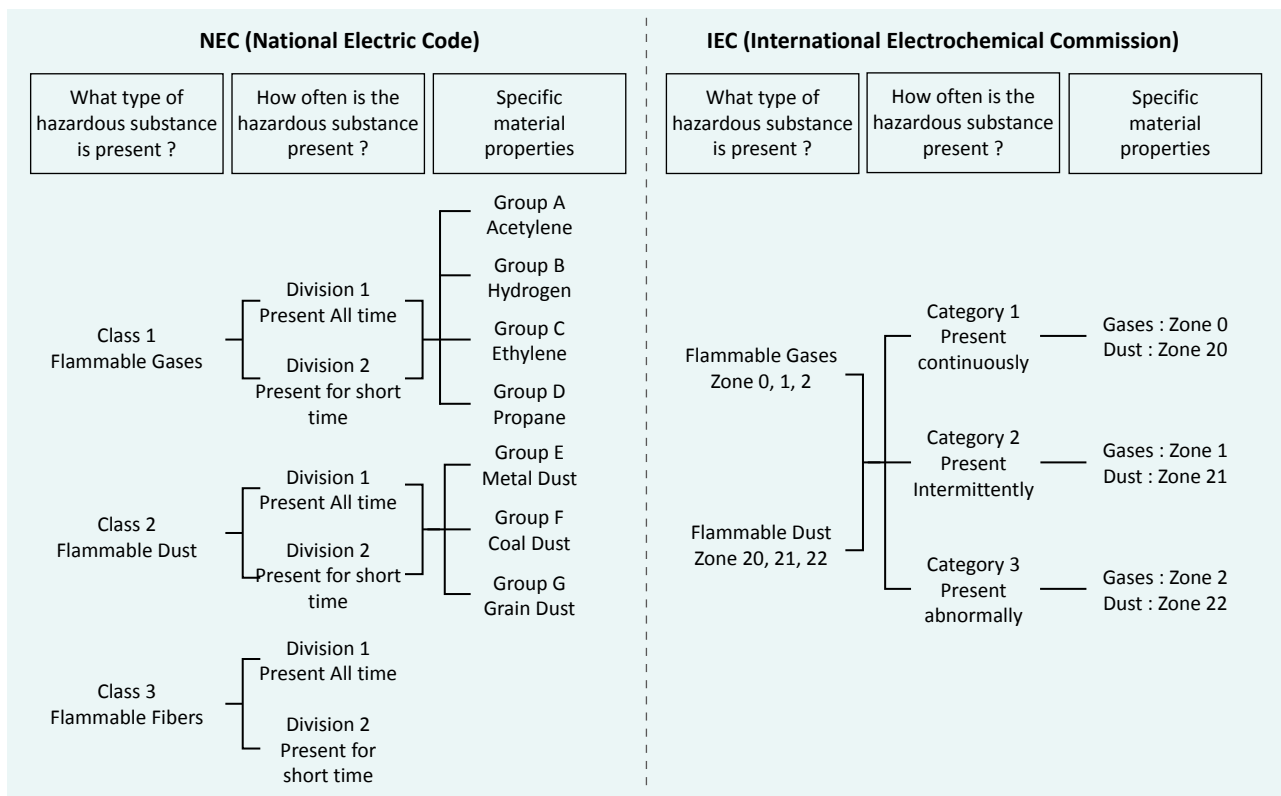 NEC (National Electric Code)
What type of
hazardous substance
is present ?
How often is the
hazardous substance
present ?
Specific
material
properties
Class 1
Flammable Gases
Division 1
Present All time
Division 2
Present for short
time
Group A
Acetylene
Group B
Hydrogen
Group C
Ethylene
Group D
Propane
Class 2
Flammable Dust
Division 1
Present All time
Division 2
Present for short
time
Group E
Metal Dust
Group F
Coal Dust
Group G
Grain Dust
Class 3
Flammable Fibers
Division 1
Present All time
Division 2
Present for
short time
IEC (International Electrochemical Commission)
What type of
hazardous substance
is present ?
How often is the
hazardous substance
present ?
Specific
material
properties
Flammable Gases
Zone 0, 1, 2
Flammable Dust
Zone 20, 21, 22
Category 1
Present
continuously
Gases : Zone 0
Dust : Zone 20
Category 2
Present
Intermittently
Gases : Zone 1
Dust : Zone 21
Category 3
Present
abnormally
Gases : Zone 2
Dust : Zone 22